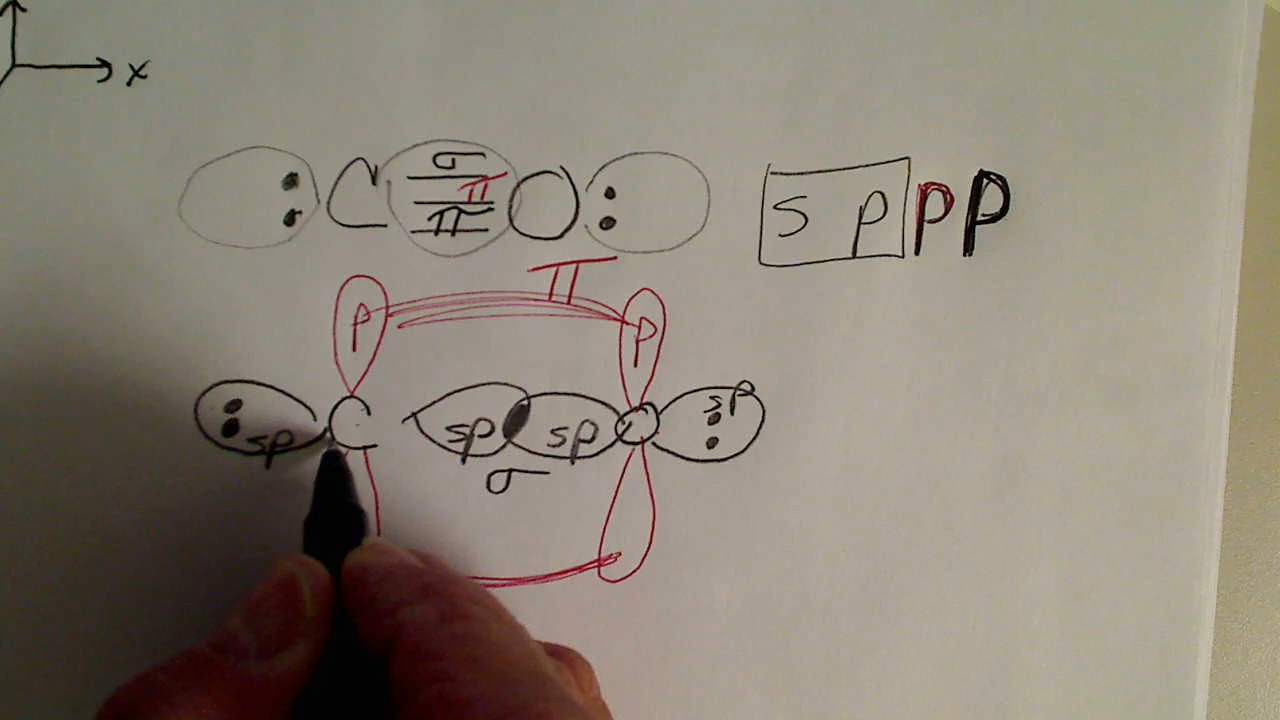 x
σ
π
: C π O : s p p p
π
p p
: sp C sp sp O sp :
σ